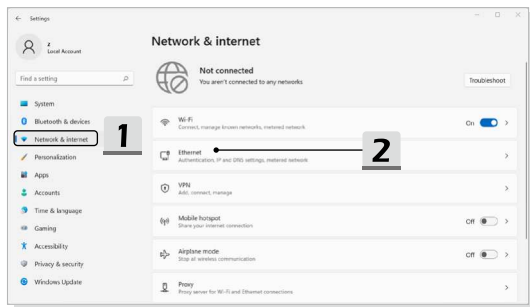 Settings
z
Local Account
Find a setting
System
Bluetooth & devices
Network & internet
Personalization
Apps
Accounts
Time & language
Gaming
Accessibility
Privacy & security
Windows Update
1
Network & internet
Not connected
You aren't connected to any networks
Troubleshoot
Wi-Fi
Connect, manage known networks, metered network
On
Ethernet
Authentication, IP and DNS settings, metered network
2
VPN
Add, connect, manage
Mobile hotspot
Share your internet connection
Off
Airplane mode
Stop all wireless communication
Off
Proxy
Proxy server for Wi-Fi and Ethernet connections